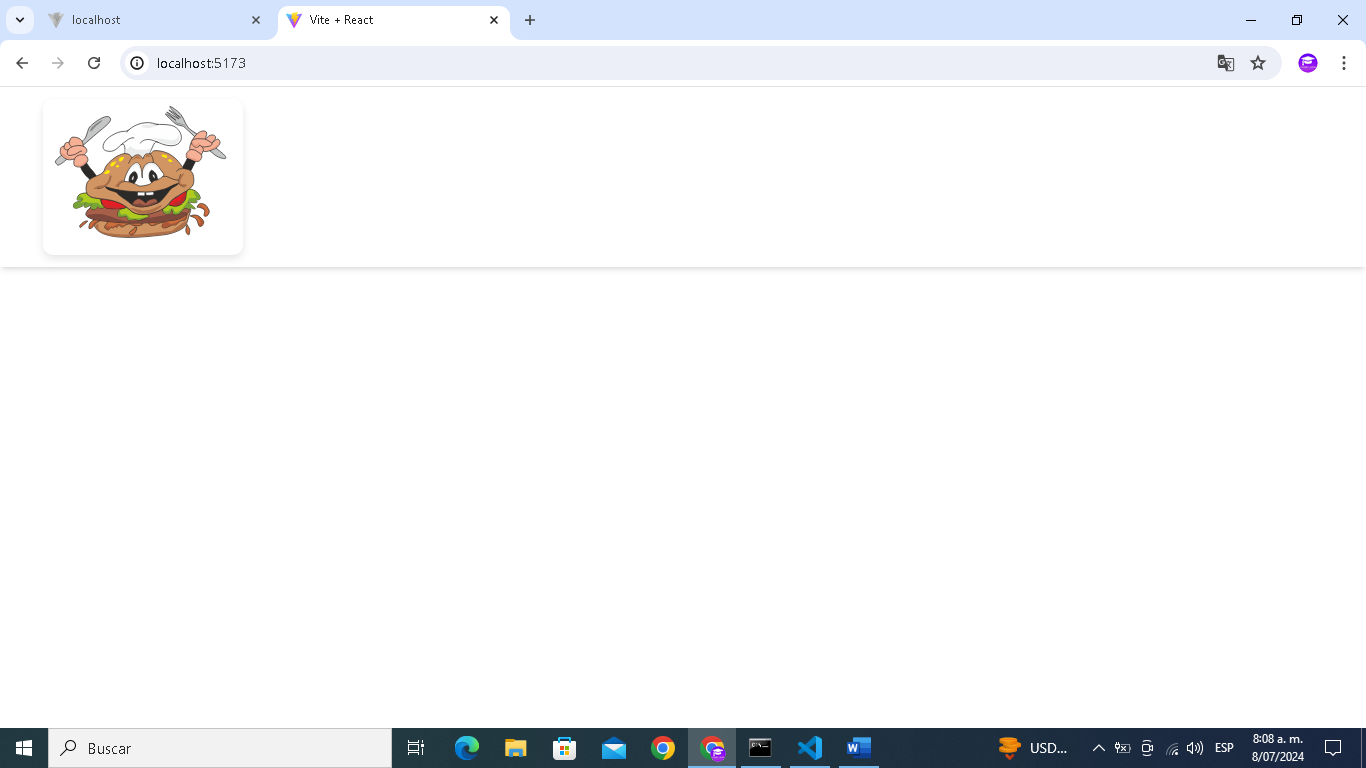 localhost
Vite + React
localhost:5173
Buscar
USD...
ESP
8:08 a. m.
8/07/2024